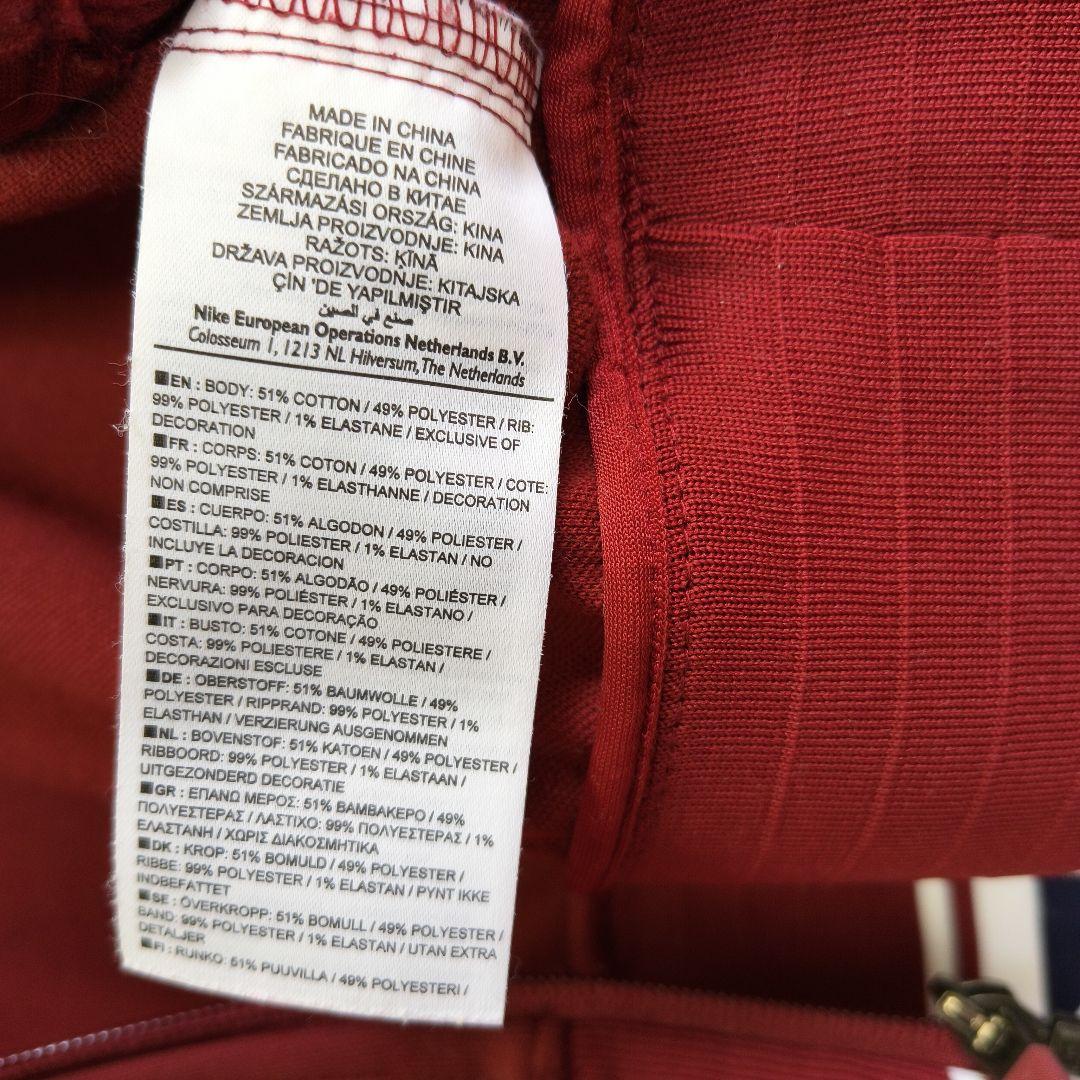 MADE IN CHINA
FABRIQUE EN CHINE
FABRICADO NA CHINA
СДЕЛАНО В КИТАЕ
SZÁRMAZÁSI ORSZÁG: KINA
ZEMLJA PROIZVODNJE: KINA
RAŽOTS: ĶĪNĀ
DRŽAVA PROIZVODNJE: KITAJSKA
ÇİN 'DE YAPILMIŞTIR
صنع في الصين
Nike European Operations Netherlands B.V.
Colosseum 1, 1213 NL Hilversum, The Netherlands
EN : BODY: 51% COTTON / 49% POLYESTER / RIB:
99% POLYESTER / 1% ELASTANE / EXCLUSIVE OF
DECORATION
FR : CORPS: 51% COTON / 49% POLYESTER / COTE:
99% POLYESTER / 1% ELASTHANNE / DECORATION
NON COMPRISE
ES : CUERPO: 51% ALGODON / 49% POLIESTER /
COSTILLA: 99% POLIESTER / 1% ELASTAN / NO
INCLUYE LA DECORACION
PT : CORPO: 51% ALGODÃO / 49% POLIÉSTER /
NERVURA: 99% POLIÉSTER / 1% ELASTANO /
EXCLUSIVO PARA DECORAÇÃO
IT : BUSTO: 51% COTONE / 49% POLIESTERE /
COSTA: 99% POLIESTERE / 1% ELASTAN /
DECORAZIONI ESCLUSE
DE : OBERSTOFF: 51% BAUMWOLLE / 49%
POLYESTER / RIPPRAND: 99% POLYESTER / 1%
ELASTHAN / VERZIERUNG AUSGENOMMEN
NL : BOVENSTOF: 51% KATOEN / 49% POLYESTER /
RIBBOORD: 99% POLYESTER / 1% ELASTAAN /
UITGEZONDERD DECORATIE
GR : ΕΠΑΝΩ ΜΕΡΟΣ: 51% ΒΑΜΒΑΚΕΡΟ / 49%
ΠΟΛΥΕΣΤΕΡΑΣ / ΛΑΣΤΙΧΟ: 99% ΠΟΛΥΕΣΤΕΡΑΣ / 1%
ΕΛΑΣΤΑΝΗ / ΧΩΡΙΣ ΔΙΑΚΟΣΜΗΤΙΚΑ
DK : KROP: 51% BOMULD / 49% POLYESTER /
RIBBE: 99% POLYESTER / 1% ELASTAN / PYNT IKKE
INDBEFATTET
SE : ÖVERKROPP: 51% BOMULL / 49% POLYESTER /
BAND: 99% POLYESTER / 1% ELASTAN / UTAN EXTRA
DETALJER
FI : RUNKO: 51% PUUVILLA / 49% POLYESTERI /